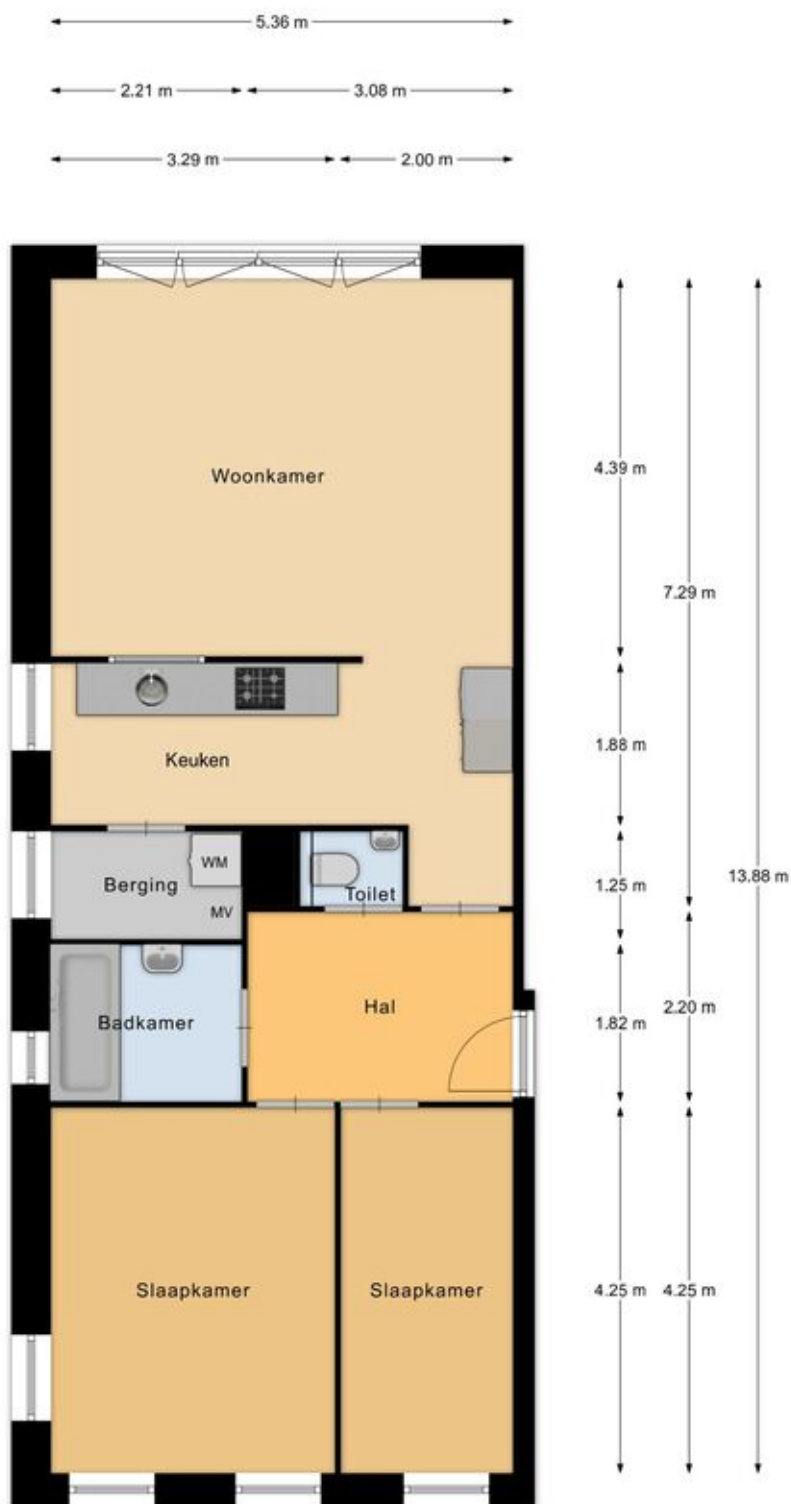 5.36 m
2.21 m 3.08 m
3.29 m 2.00 m
Woonkamer
4.39 m
7.29 m
Keuken
1.88 m
WM
Berging
MV
Toilet
1.25 m
13.88 m
Hal
Badkamer
1.82 m
2.20 m
Slaapkamer Slaapkamer
4.25 m 4.25 m